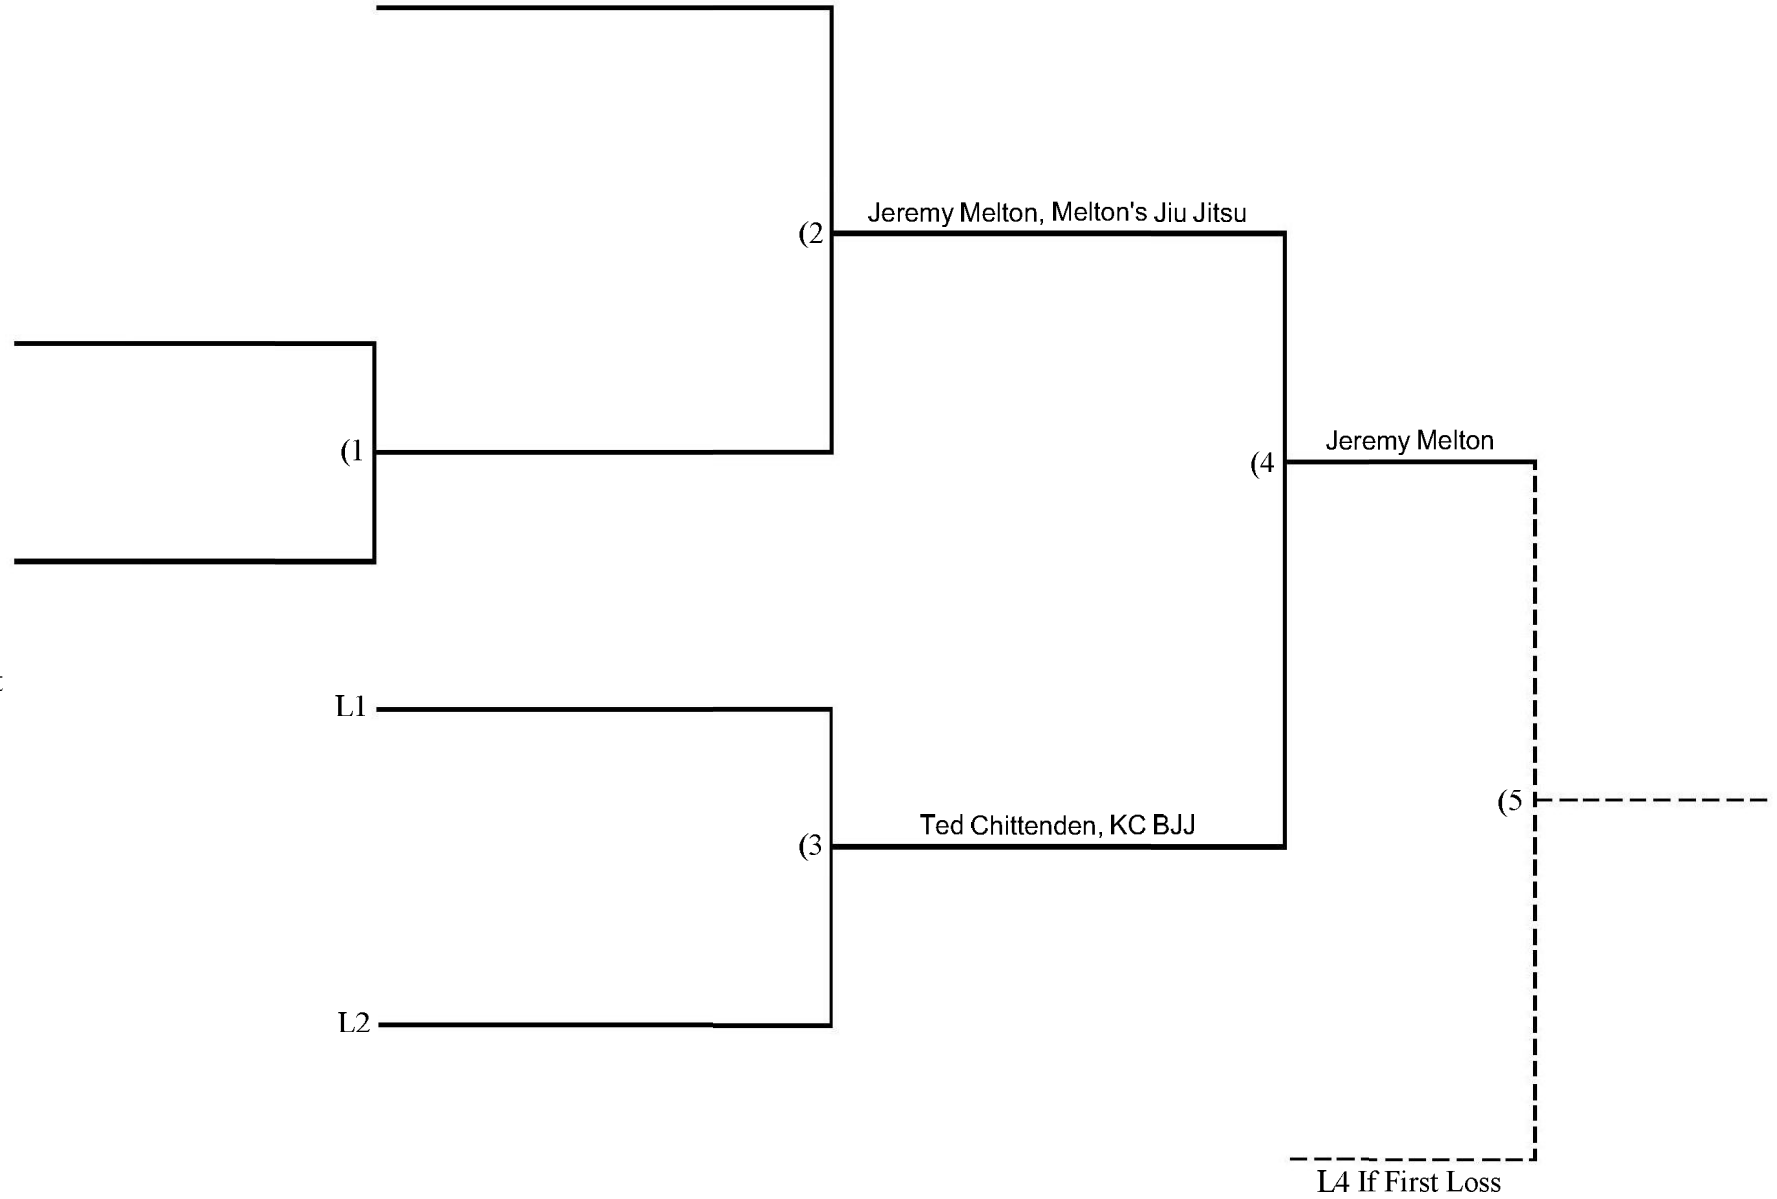 Jeremy Melton, Melton's Jiu Jitsu
(2
Jeremy Melton
(1
(4
L1
(5
Ted Chittenden, KC BJJ
(3
L2
L4 If First Loss